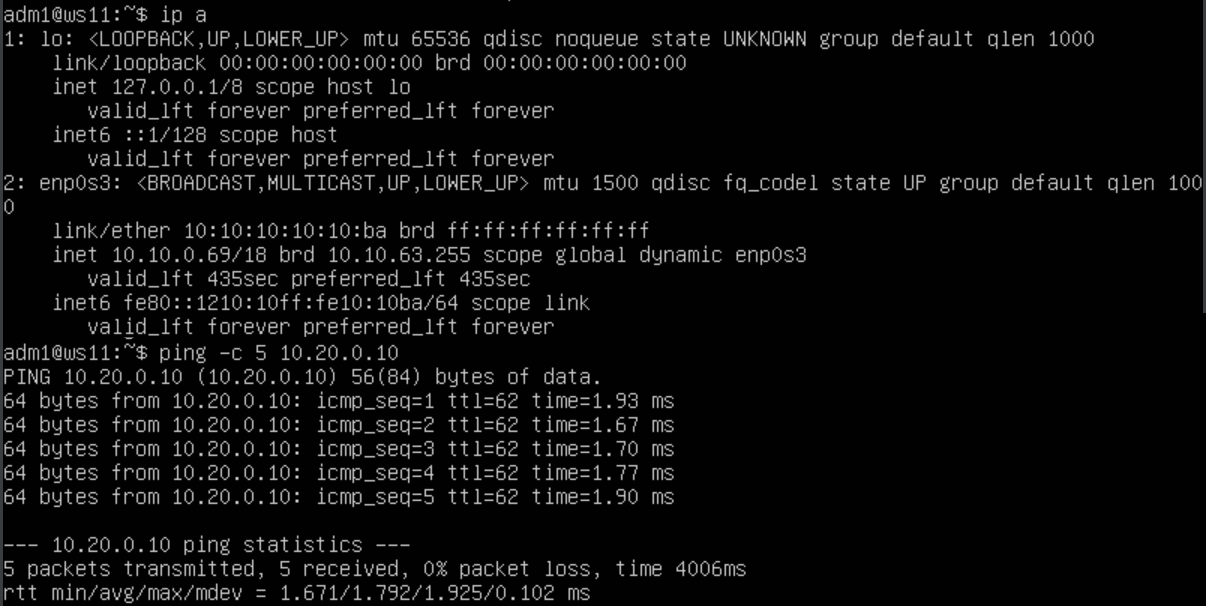 adm1@ws11:~$ ip a
1: lo: <LOOPBACK,UP,LOWER_UP> mtu 65536 qdisc noqueue state UNKNOWN group default qlen 1000
    link/loopback 00:00:00:00:00:00 brd 00:00:00:00:00:00
    inet 127.0.0.1/8 scope host lo
       valid_lft forever preferred_lft forever
    inet6 ::1/128 scope host
       valid_lft forever preferred_lft forever
2: enp0s3: <BROADCAST,MULTICAST,UP,LOWER_UP> mtu 1500 qdisc fq_codel state UP group default qlen 100
0
    link/ether 10:10:10:10:10:ba brd ff:ff:ff:ff:ff:ff
    inet 10.10.0.69/18 brd 10.10.63.255 scope global dynamic enp0s3
       valid_lft 435sec preferred_lft 435sec
    inet6 fe80::1210:10ff:fe10:10ba/64 scope link
       valid_lft forever preferred_lft forever
adm1@ws11:~$ ping -c 5 10.20.0.10
PING 10.20.0.10 (10.20.0.10) 56(84) bytes of data.
64 bytes from 10.20.0.10: icmp_seq=1 ttl=62 time=1.93 ms
64 bytes from 10.20.0.10: icmp_seq=2 ttl=62 time=1.67 ms
64 bytes from 10.20.0.10: icmp_seq=3 ttl=62 time=1.70 ms
64 bytes from 10.20.0.10: icmp_seq=4 ttl=62 time=1.77 ms
64 bytes from 10.20.0.10: icmp_seq=5 ttl=62 time=1.90 ms

--- 10.20.0.10 ping statistics ---
5 packets transmitted, 5 received, 0% packet loss, time 4006ms
rtt min/avg/max/mdev = 1.671/1.792/1.925/0.102 ms